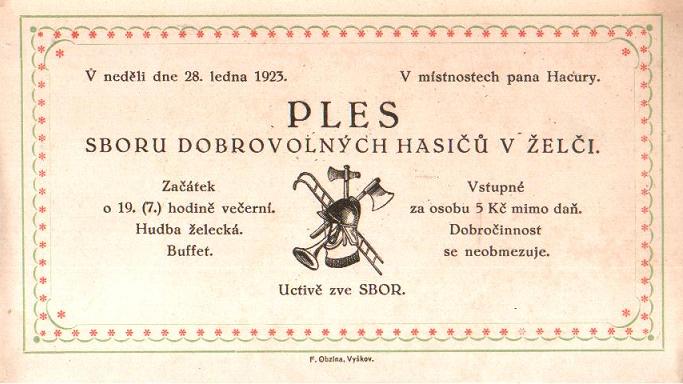 V neděli dne 28. ledna 1923. V místnostech pana Hacury.
PLES
SBORU DOBROVOLNÝCH HASIČŮ V ŽELČI.
Začátek
o 19. (7.) hodině večerní.
Hudba želecká.
Buffet.
Vstupné
za osobu 5 Kč mimo daň.
Dobročinnost
se neobmezuje.
Uctivě zve SBOR.
F. Obzina, Vyškov.